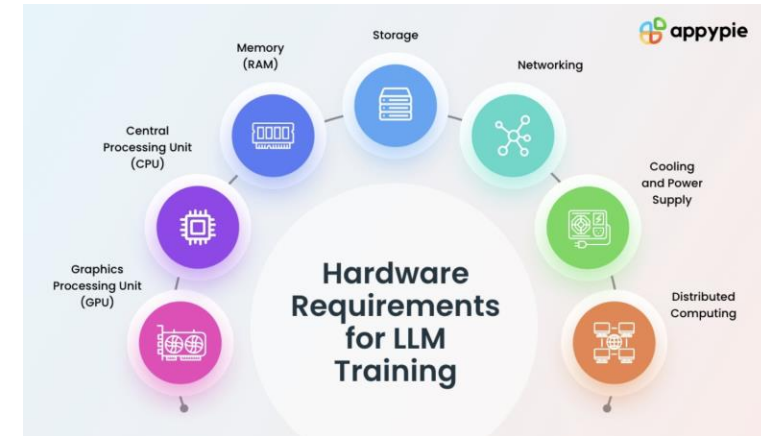 appypie
Storage
Memory
(RAM)
Networking
Central
Processing Unit
(CPU)
Cooling
and Power
Supply
Graphics
Processing Unit
(GPU)
Distributed
Computing
Hardware
Requirements
for LLM
Training